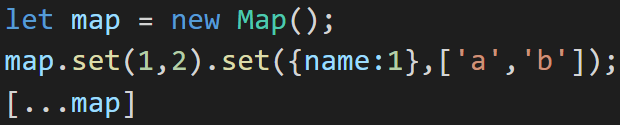 let map = new Map();
map.set(1,2).set({name:1},['a','b']);
[...map]